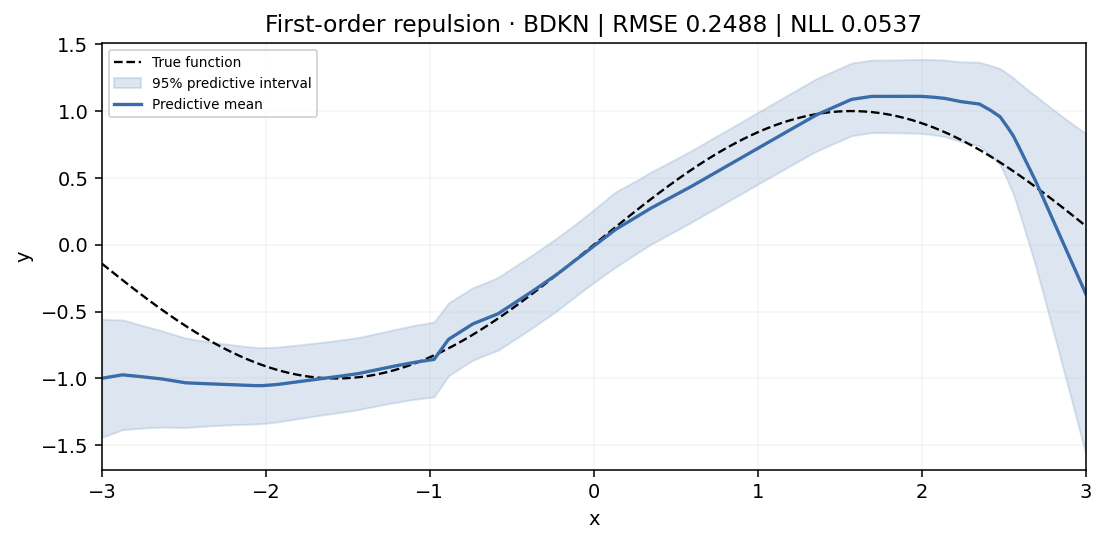 First-order repulsion · BDKN | RMSE 0.2488 | NLL 0.0537
True function
95% predictive interval
Predictive mean
y
1.5
1.0
0.5
0.0
−0.5
−1.0
−1.5
−3 −2 −1 0 1 2 3
x